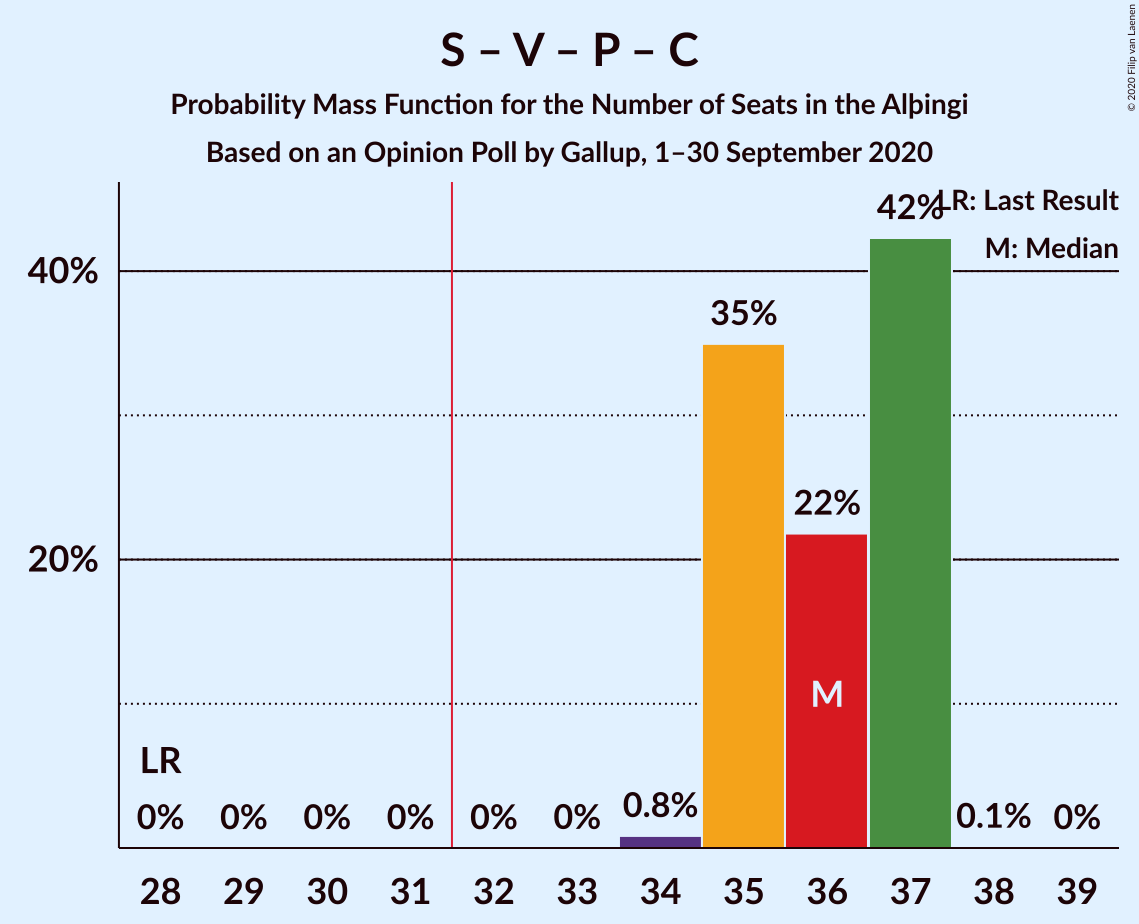 S – V – P – C
Probability Mass Function for the Number of Seats in the Alþingi
Based on an Opinion Poll by Gallup, 1–30 September 2020
© 2020 Filip van Laenen
LR: Last Result
M: Median
40%
20%
LR
0%
0%
0%
0%
0%
0%
0.8%
35%
22%
42%
0.1%
0%
M
28 29 30 31 32 33 34 35 36 37 38 39